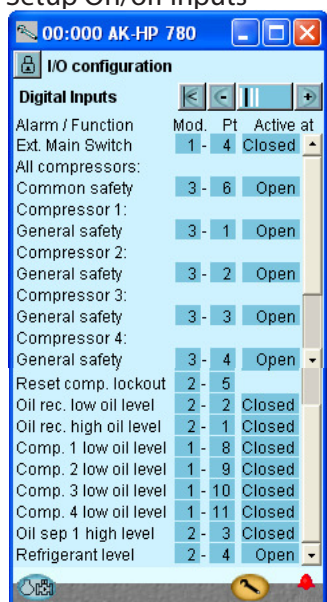 Setup On/off inputs
00:000 AK-HP 780
I/O configuration
Digital Inputs
Alarm / Function Mod. Pt Active at
Ext. Main Switch 1 - 4 Closed
All compressors:
Common safety 3 - 6 Open
Compressor 1:
General safety 3 - 1 Open
Compressor 2:
General safety 3 - 2 Open
Compressor 3:
General safety 3 - 3 Open
Compressor 4:
General safety 3 - 4 Open
Reset comp. lockout 2 - 5
Oil rec. low oil level 2 - 2 Closed
Oil rec. high oil level 2 - 1 Closed
Comp. 1 low oil level 1 - 8 Closed
Comp. 2 low oil level 1 - 9 Closed
Comp. 3 low oil level 1 - 10 Closed
Comp. 4 low oil level 1 - 11 Closed
Oil sep 1 high level 2 - 3 Closed
Refrigerant level 2 - 4 Open